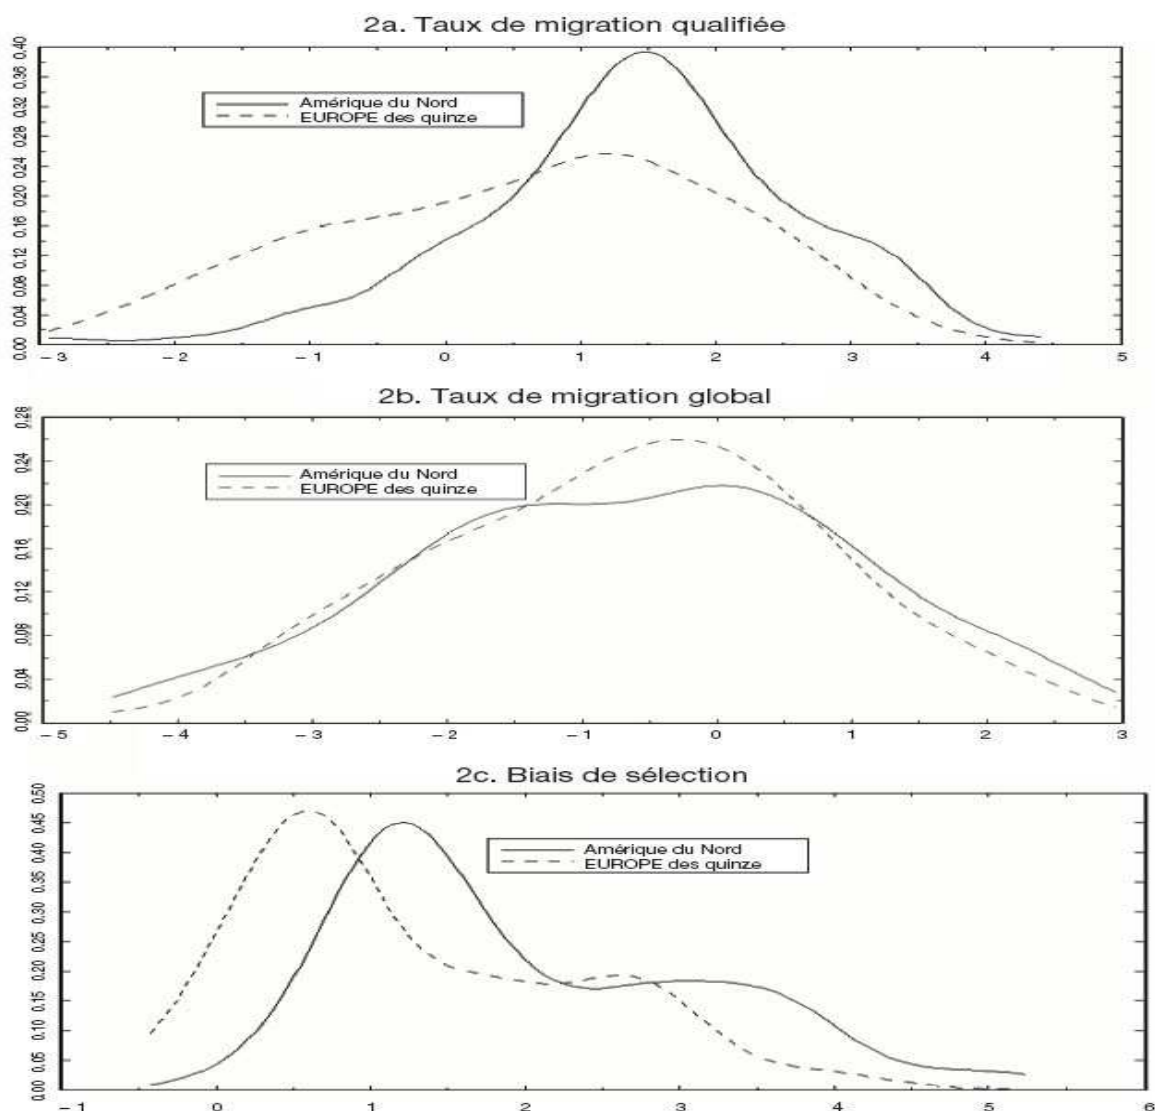 2a. Taux de migration qualifiée
0.40
0.36
0.32
0.28
0.24
0.20
0.16
0.12
0.08
0.04
0.00
Amérique du Nord
EUROPE des quinze
-3 -2 -1 0 1 2 3 4 5
2b. Taux de migration global
0.28
0.24
0.20
0.16
0.12
0.08
0.04
0.00
Amérique du Nord
EUROPE des quinze
-5 -4 -3 -2 -1 0 1 2 3
2c. Biais de sélection
0.50
0.45
0.40
0.35
0.30
0.25
0.20
0.15
0.10
0.05
0.00
Amérique du Nord
EUROPE des quinze
-1 0 1 2 3 4 5 6